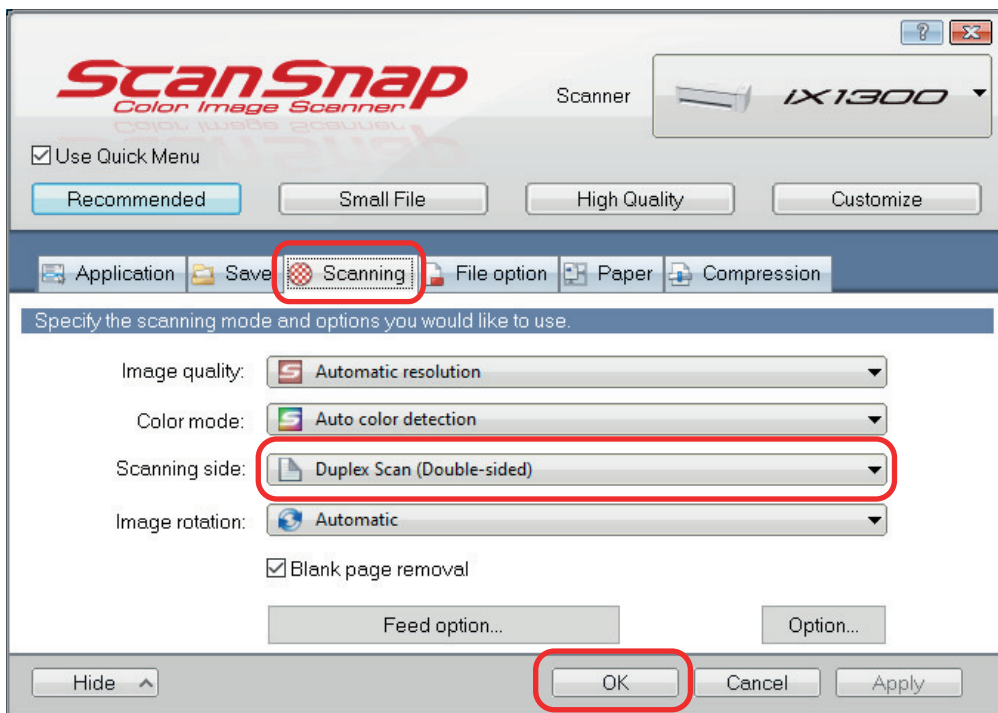 ScanSnap
Color Image Scanner
Scanner iX1300
Use Quick Menu
Recommended Small File High Quality Customize
Application Save Scanning File option Paper Compression
Specify the scanning mode and options you would like to use.
Image quality: Automatic resolution
Color mode: Auto color detection
Scanning side: Duplex Scan (Double-sided)
Image rotation: Automatic
Blank page removal
Feed option... Option...
Hide OK Cancel Apply